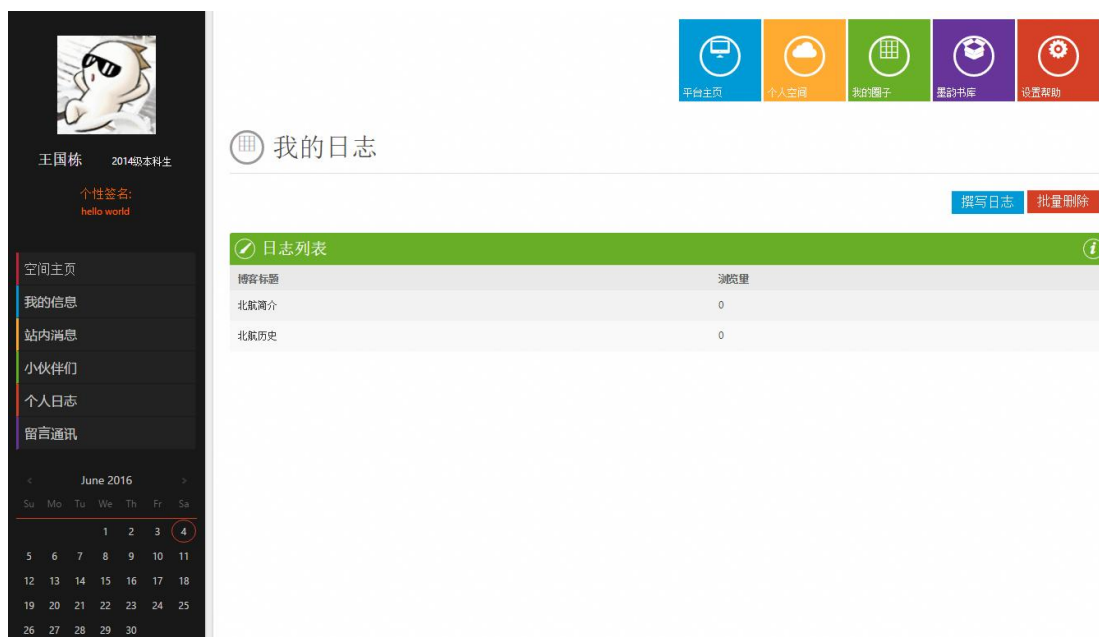 王国栋 2014级本科生
个性签名:
hello world
空间主页
我的信息
站内消息
小伙伴们
个人日志
留言通讯
< June 2016 >
Su Mo Tu We Th Fr Sa
1 2 3 4
5 6 7 8 9 10 11
12 13 14 15 16 17 18
19 20 21 22 23 24 25
26 27 28 29 30
平台主页 个人空间 我的圈子 墨韵书库 设置帮助
我的日志
撰写日志 批量删除
日志列表 i
博客标题 浏览量
北航简介 0
北航历史 0